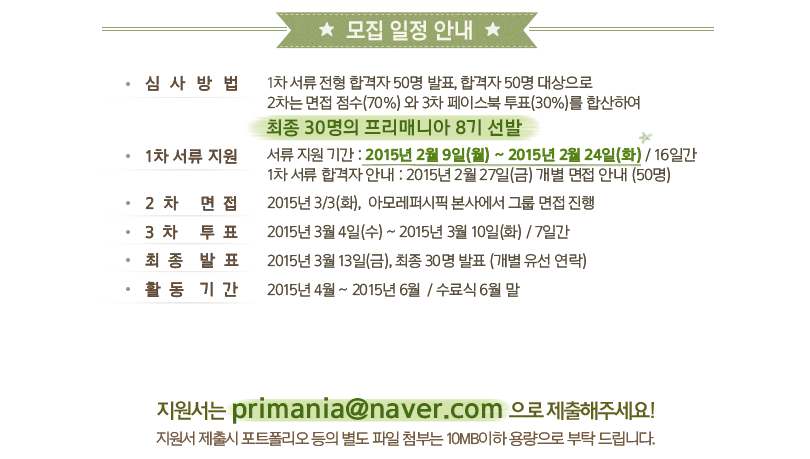 ★ 모집 일정 안내 ★
• 심 사 방 법 1차 서류 전형 합격자 50명 발표, 합격자 50명 대상으로
2차는 면접 점수(70%) 와 3차 페이스북 투표(30%)를 합산하여
최종 30명의 프리매니아 8기 선발
• 1차 서류 지원 서류 지원 기간 : 2015년 2월 9일(월) ~ 2015년 2월 24일(화) / 16일간
1차 서류 합격자 안내 : 2015년 2월 27일(금) 개별 면접 안내 (50명)
• 2 차 면 접 2015년 3/3(화), 아모레퍼시픽 본사에서 그룹 면접 진행
• 3 차 투 표 2015년 3월 4일(수) ~ 2015년 3월 10일(화) / 7일간
• 최 종 발 표 2015년 3월 13일(금), 최종 30명 발표 (개별 유선 연락)
• 활 동 기 간 2015년 4월 ~ 2015년 6월 / 수료식 6월 말
지원서는 primania@naver.com 으로 제출해주세요!
지원서 제출시 포트폴리오 등의 별도 파일 첨부는 10MB이하 용량으로 부탁 드립니다.